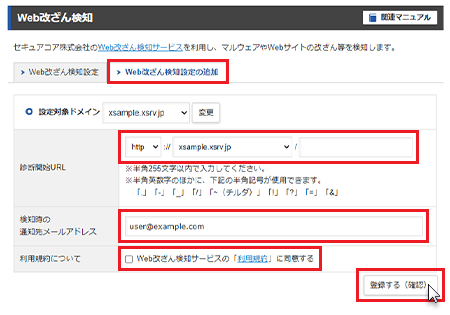 Web改ざん検知
関連マニュアル
セキュアコア株式会社のWeb改ざん検知サービスを利用し、マルウェアやWebサイトの改ざん等を検知します。
Web改ざん検知設定
Web改ざん検知設定の追加
設定対象ドメイン xsample.xsrv.jp 変更
診断開始URL
http :// xsample.xsrv.jp /
※半角255文字以内で入力してください。
※半角英数字のほかに、下記の半角記号が使用できます。
「.」「-」「_」「/」「~（チルダ）」「!」「?」「=」「&」
検知時の
通知先メールアドレス
user@example.com
利用規約について
Web改ざん検知サービスの「利用規約」に同意する
登録する（確認）